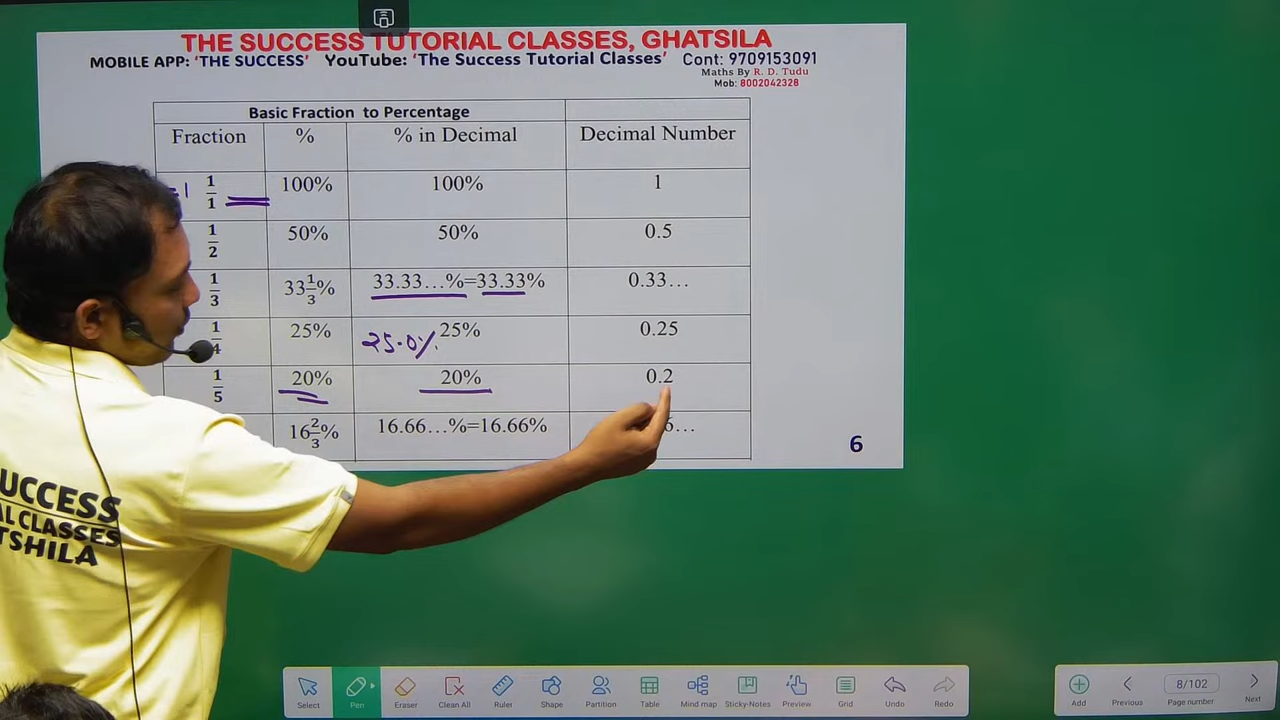 THE SUCCESS TUTORIAL CLASSES, GHATSILA
MOBILE APP: ‘THE SUCCESS’ YouTube: ‘The Success Tutorial Classes’ Cont: 9709153091
Maths By R. D. Tudu
Mob: 8002042328
Basic Fraction to Percentage
Fraction % % in Decimal Decimal Number
=1 1/1 100% 100% 1
1/2 50% 50% 0.5
1/3 33 1/3% 33.33...%=33.33% 0.33...
1/4 25% 25.0% 25% 0.25
1/5 20% 20% 0.2
16 2/3% 16.66...%=16.66% 6...
6
UCCESS
AL CLASSES
TSHILA
Select Pen Eraser Clean All Ruler Shape Partition Table Mind map Sticky-Notes Preview Grid Undo Redo
Add Previous 8/102 Page number Next